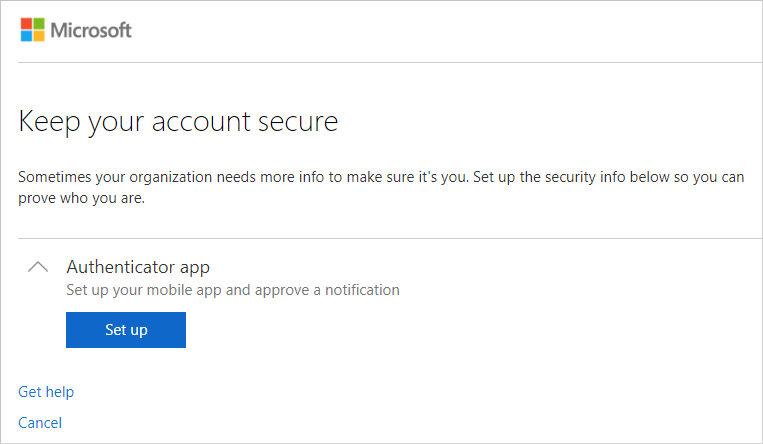 Microsoft
Keep your account secure
Sometimes your organization needs more info to make sure it's you. Set up the security info below so you can
prove who you are.
Authenticator app
Set up your mobile app and approve a notification
Set up
Get help
Cancel